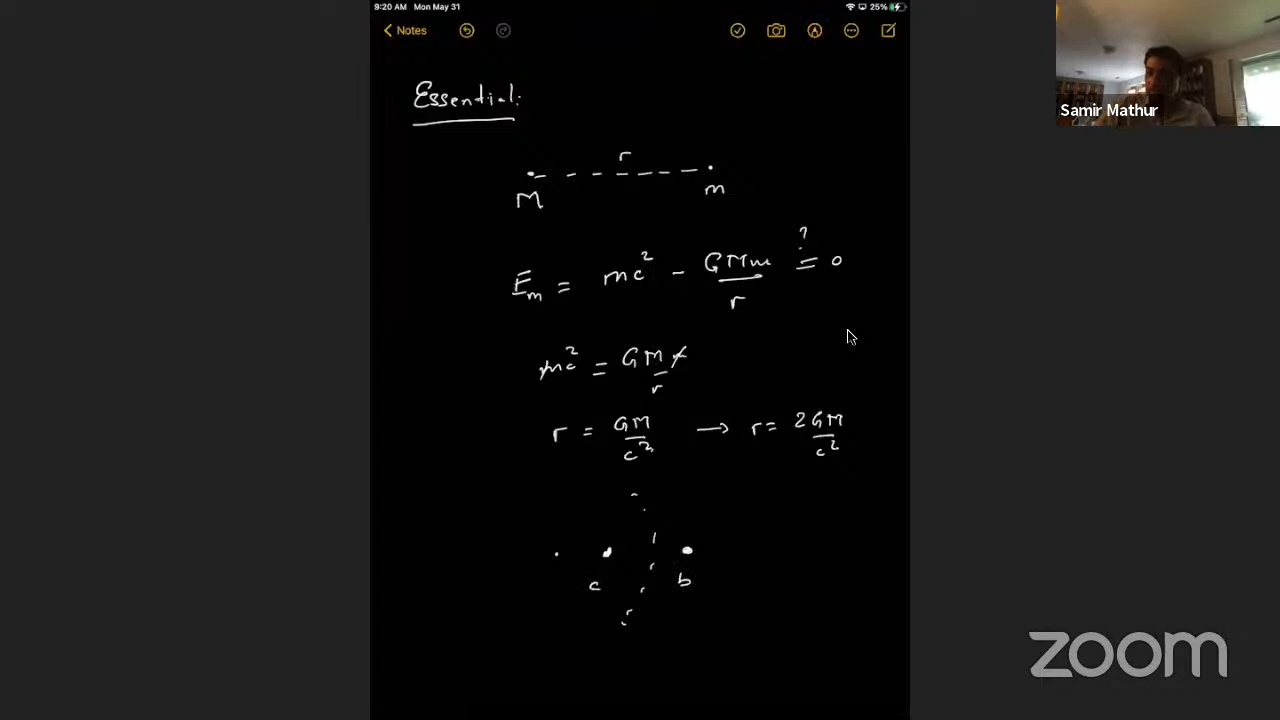 9:20 AM Mon May 31
25%
Notes
Samir Mathur
Essential:
r
M m
E_m = mc² - GMm/r ?= 0
mc² = GMm/r
r = GM/c² → r = 2GM/c²
c b
zoom